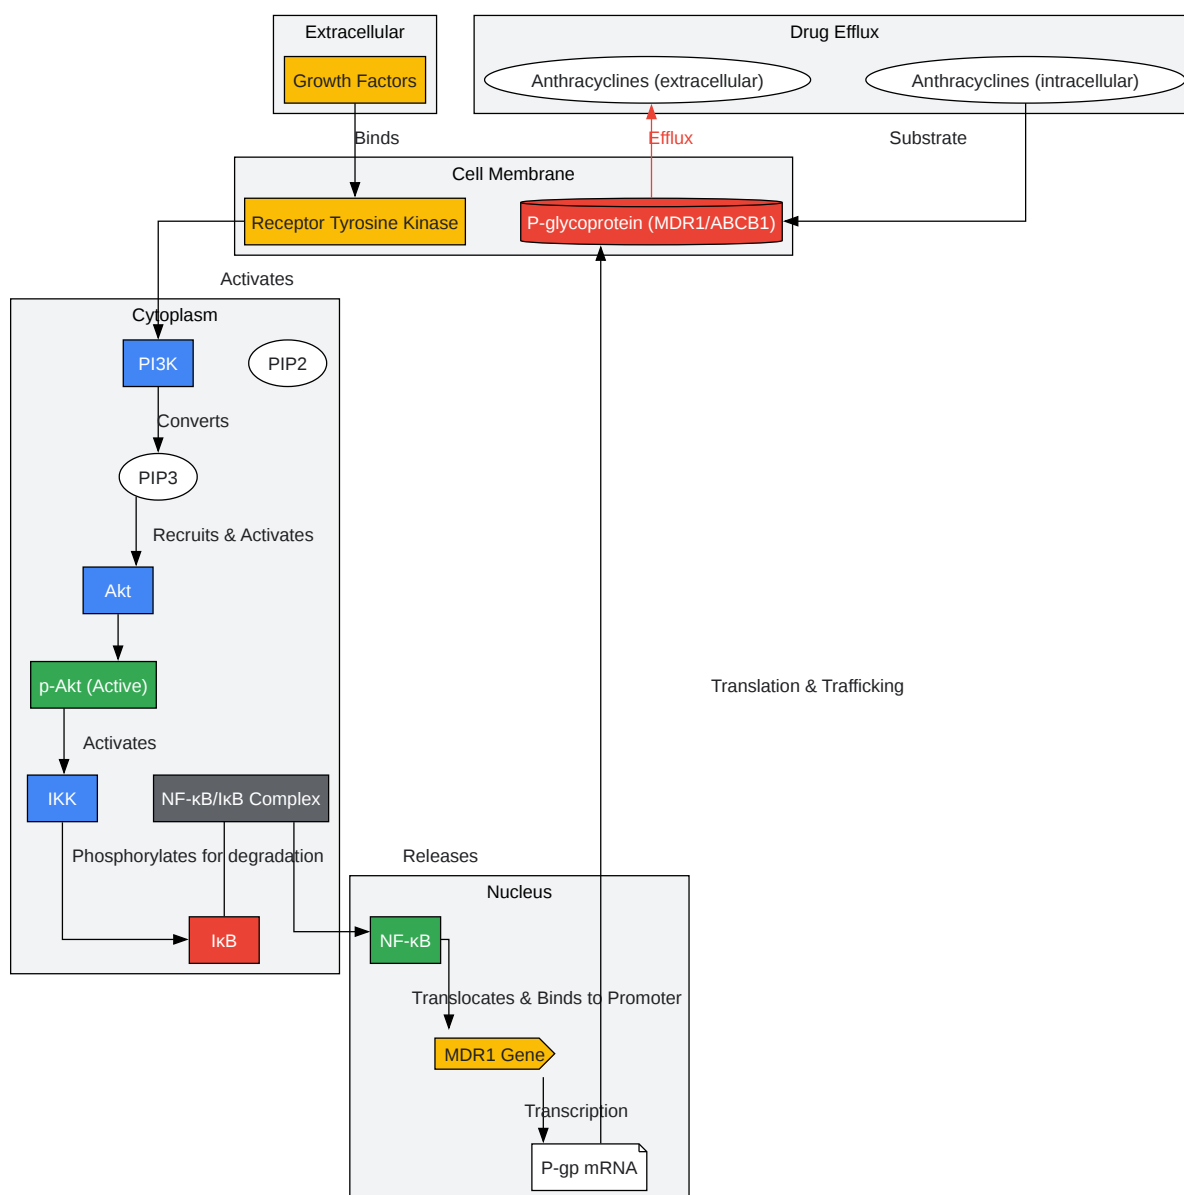 Extracellular
Drug Efflux
Growth Factors
Anthracyclines (extracellular)
Anthracyclines (intracellular)
Binds
Efflux
Substrate
Cell Membrane
Receptor Tyrosine Kinase
P-glycoprotein (MDR1/ABCB1)
Activates
Cytoplasm
PI3K
PIP2
Converts
PIP3
Recruits & Activates
Akt
p-Akt (Active)
Translation & Trafficking
Activates
IKK
NF-κB/IκB Complex
Phosphorylates for degradation
Releases
Nucleus
IκB
NF-κB
Translocates & Binds to Promoter
MDR1 Gene
Transcription
P-gp mRNA